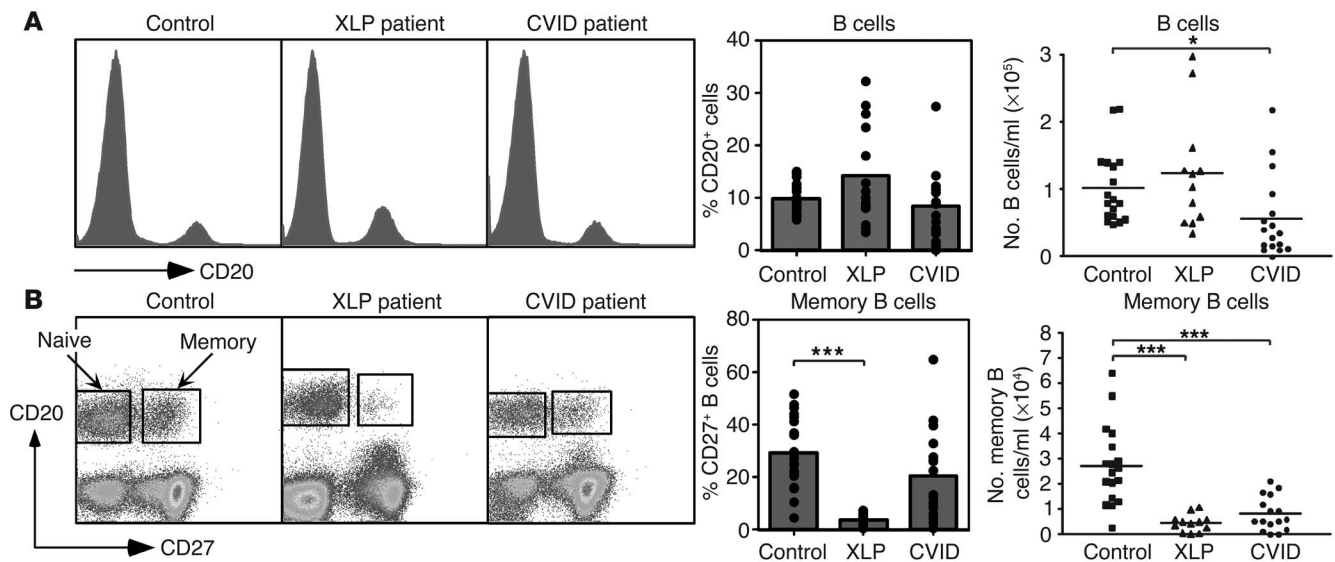 A
Control
XLP patient
CVID patient
CD20
B cells
% CD20⁺ cells
40
30
20
10
0
Control
XLP
CVID
B cells
No. B cells/ml (×10⁵)
3
2
1
0
*
Control
XLP
CVID
B
Control
XLP patient
CVID patient
Naive
Memory
CD20
CD27
Memory B cells
% CD27⁺ B cells
80
60
40
20
0
***
Control
XLP
CVID
Memory B cells
No. memory B
cells/ml (×10⁴)
8
7
6
5
4
3
2
1
0
***
***
Control
XLP
CVID